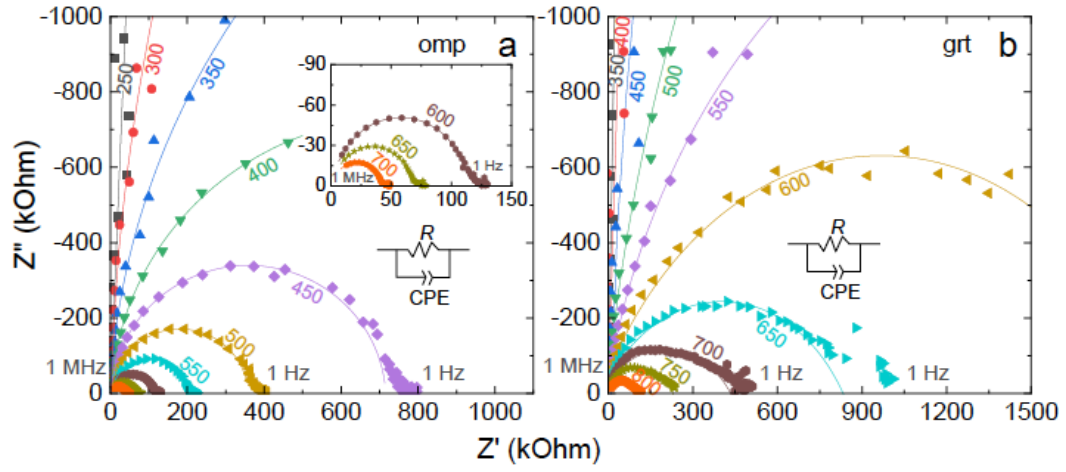 -1000
-800
-600
-400
-200
0
Z" (kOhm)
0
200
400
600
800
1000
omp
a
250
300
350
400
450
500
550
1 MHz
1 Hz
1 Hz
R
CPE
-90
-60
-30
0
0
50
100
150
600
650
700
1 MHz
1 Hz
-1000
-800
-600
-400
-200
0
0
300
600
900
1200
1500
grt
b
350
400
450
500
550
600
650
700
750
800
1 MHz
1 Hz
1 Hz
R
CPE
Z' (kOhm)